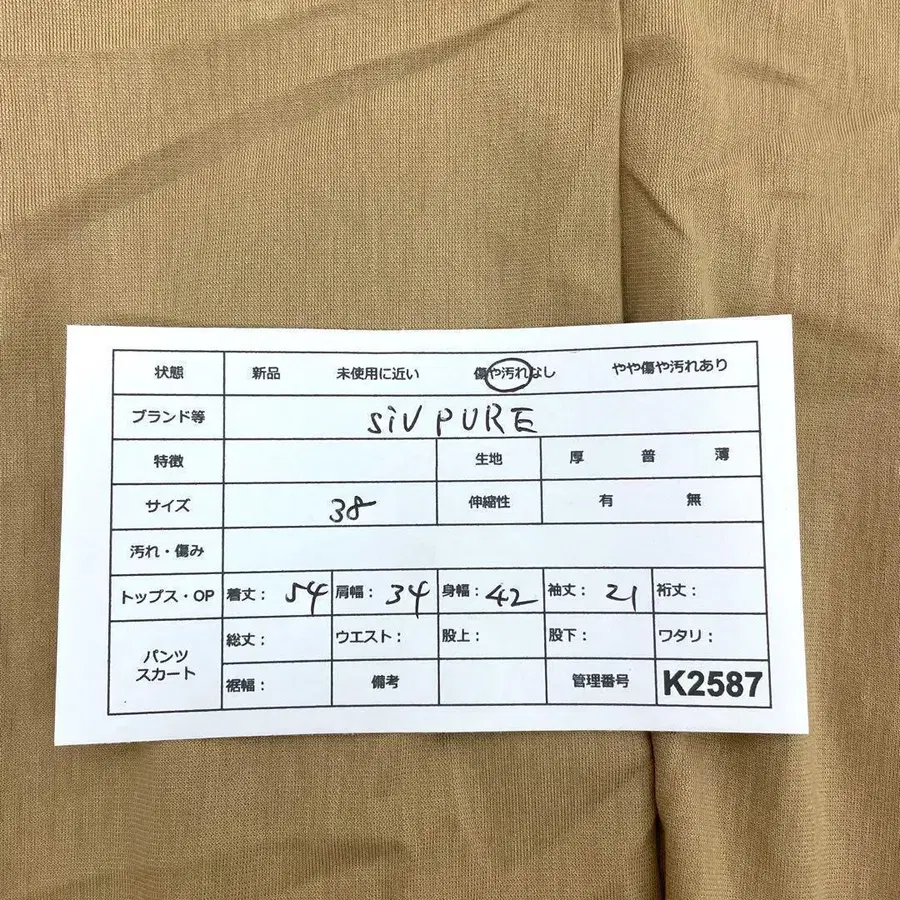 状態 新品 未使用に近い 傷や汚れなし やや傷や汚れあり
ブランド等 SiV PURE
特徴 生地 厚 普 薄
サイズ 38 伸縮性 有 無
汚れ・傷み
トップス・OP 着丈: 54 肩幅: 34 身幅: 42 袖丈: 21 裄丈:
パンツ スカート 総丈: ウエスト: 股上: 股下: ワタリ:
裾幅: 備考 管理番号 K2587